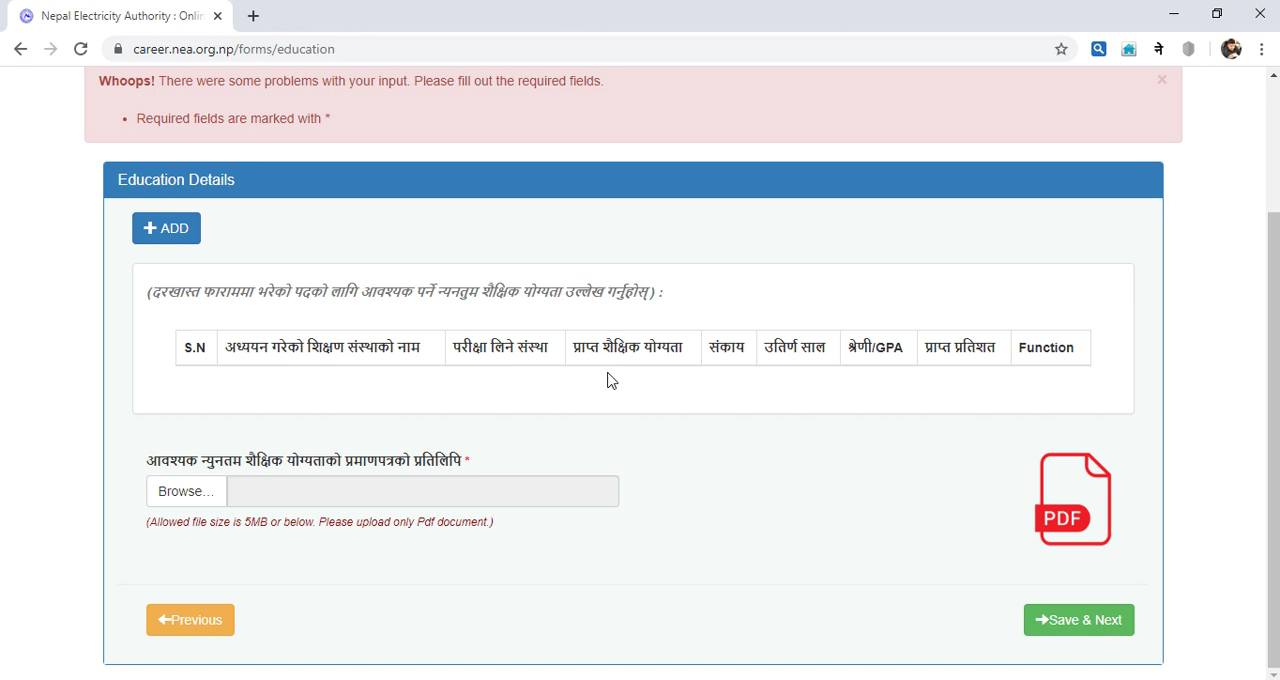 Nepal Electricity Authority : Onlin
career.nea.org.np/forms/education
ने
Whoops! There were some problems with your input. Please fill out the required fields.
×
• Required fields are marked with *
Education Details
+ ADD
(दरखास्त फाराममा भरेको पदको लागि आवश्यक पर्ने न्यनतुम शैक्षिक योग्यता उल्लेख गर्नुहोस्) :
S.N अध्ययन गरेको शिक्षण संस्थाको नाम परीक्षा लिने संस्था प्राप्त शैक्षिक योग्यता संकाय उतिर्ण साल श्रेणी/GPA प्राप्त प्रतिशत Function
आवश्यक न्युनतम शैक्षिक योग्यताको प्रमाणपत्रको प्रतिलिपि *
Browse...
(Allowed file size is 5MB or below. Please upload only Pdf document.)
PDF
Previous
Save & Next